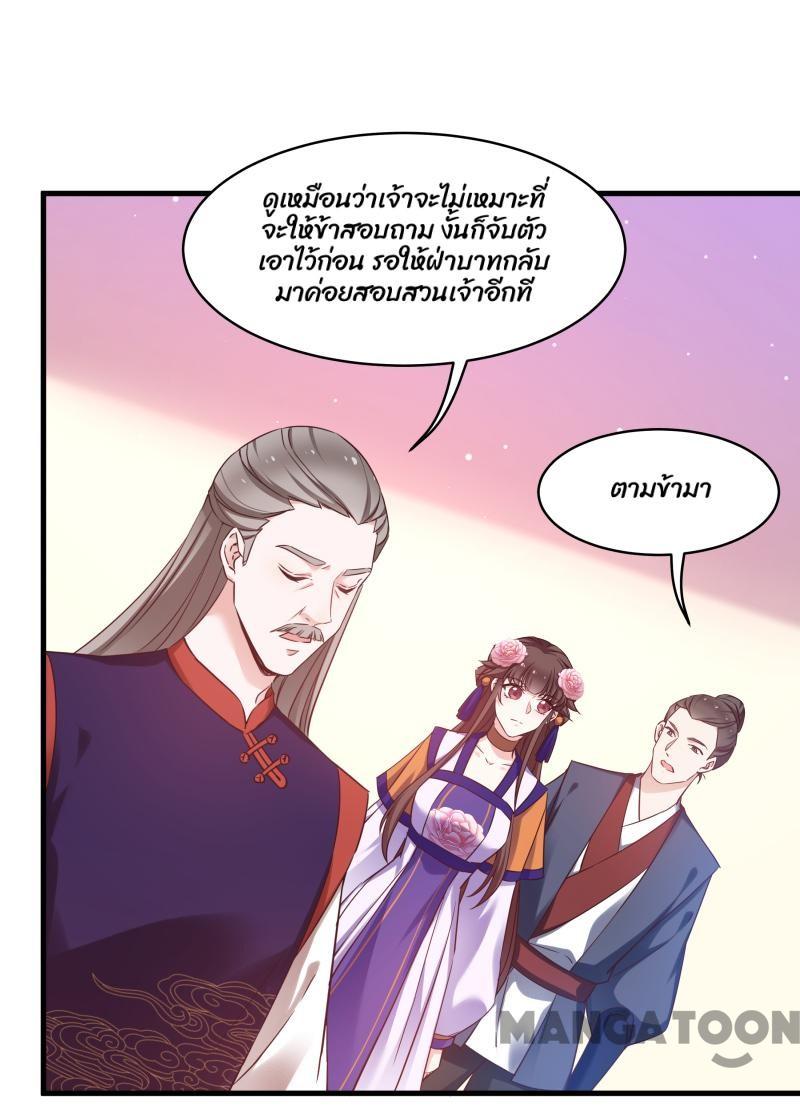 ดูเหมือนว่าเจ้าจะไม่เหมาะที่
จะให้ข้าสอบถาม งั้นก็จับตัว
เอาไว้ก่อน รอให้ฝ่าบาทกลับ
มาค่อยสอบสวนเจ้าอีกที
ตามข้ามา
MANGATOON